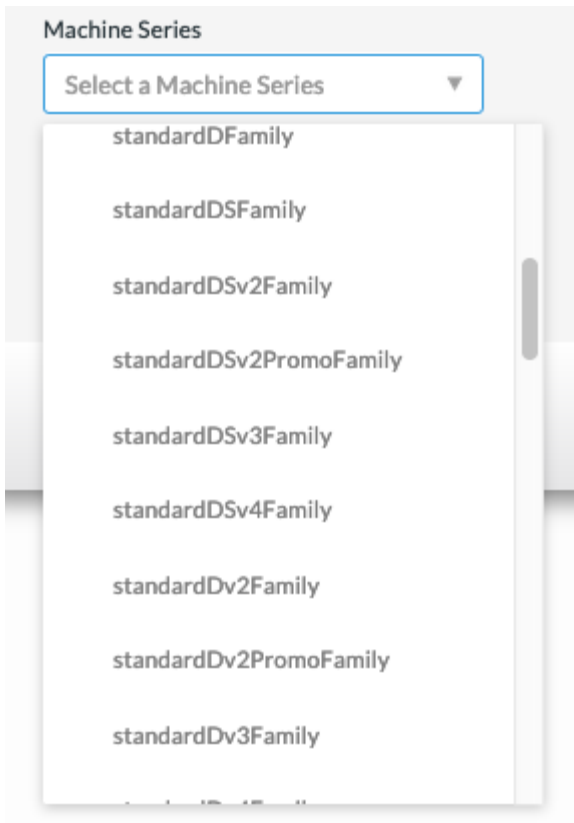 Machine Series
Select a Machine Series
standardDFamily
standardDSFamily
standardDSv2Family
standardDSv2PromoFamily
standardDSv3Family
standardDSv4Family
standardDv2Family
standardDv2PromoFamily
standardDv3Family